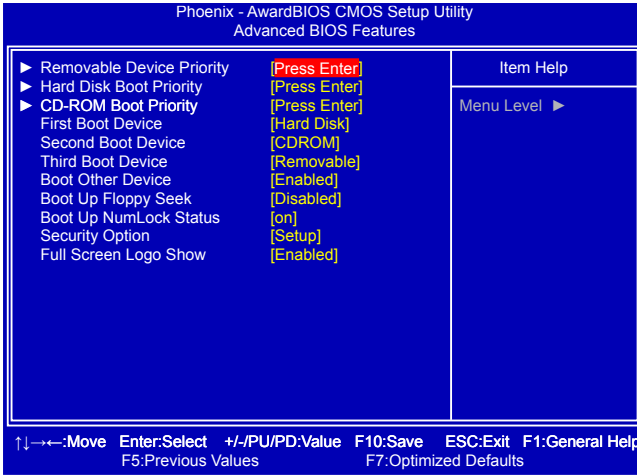 Phoenix - AwardBIOS CMOS Setup Utility
Advanced BIOS Features
► Removable Device Priority [Press Enter]
► Hard Disk Boot Priority [Press Enter]
► CD-ROM Boot Priority [Press Enter]
First Boot Device [Hard Disk]
Second Boot Device [CDROM]
Third Boot Device [Removable]
Boot Other Device [Enabled]
Boot Up Floppy Seek [Disabled]
Boot Up NumLock Status [on]
Security Option [Setup]
Full Screen Logo Show [Enabled]
Item Help
Menu Level ►
↑↓→←:Move Enter:Select +/-/PU/PD:Value F10:Save ESC:Exit F1:General Help
F5:Previous Values F7:Optimized Defaults